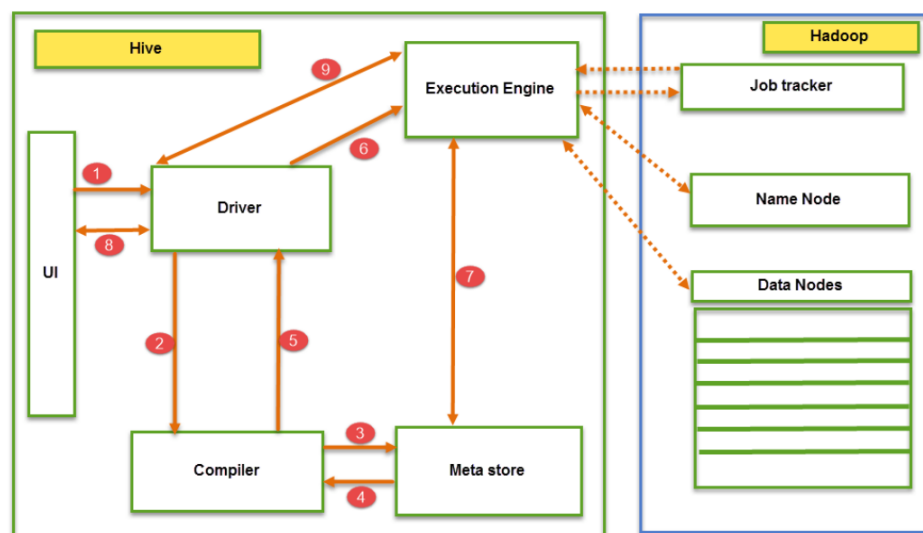 Hive
Hadoop
9
Execution Engine
Job tracker
6
1
Driver
Name Node
8
UI
7
Data Nodes
2
5
3
Compiler
Meta store
4